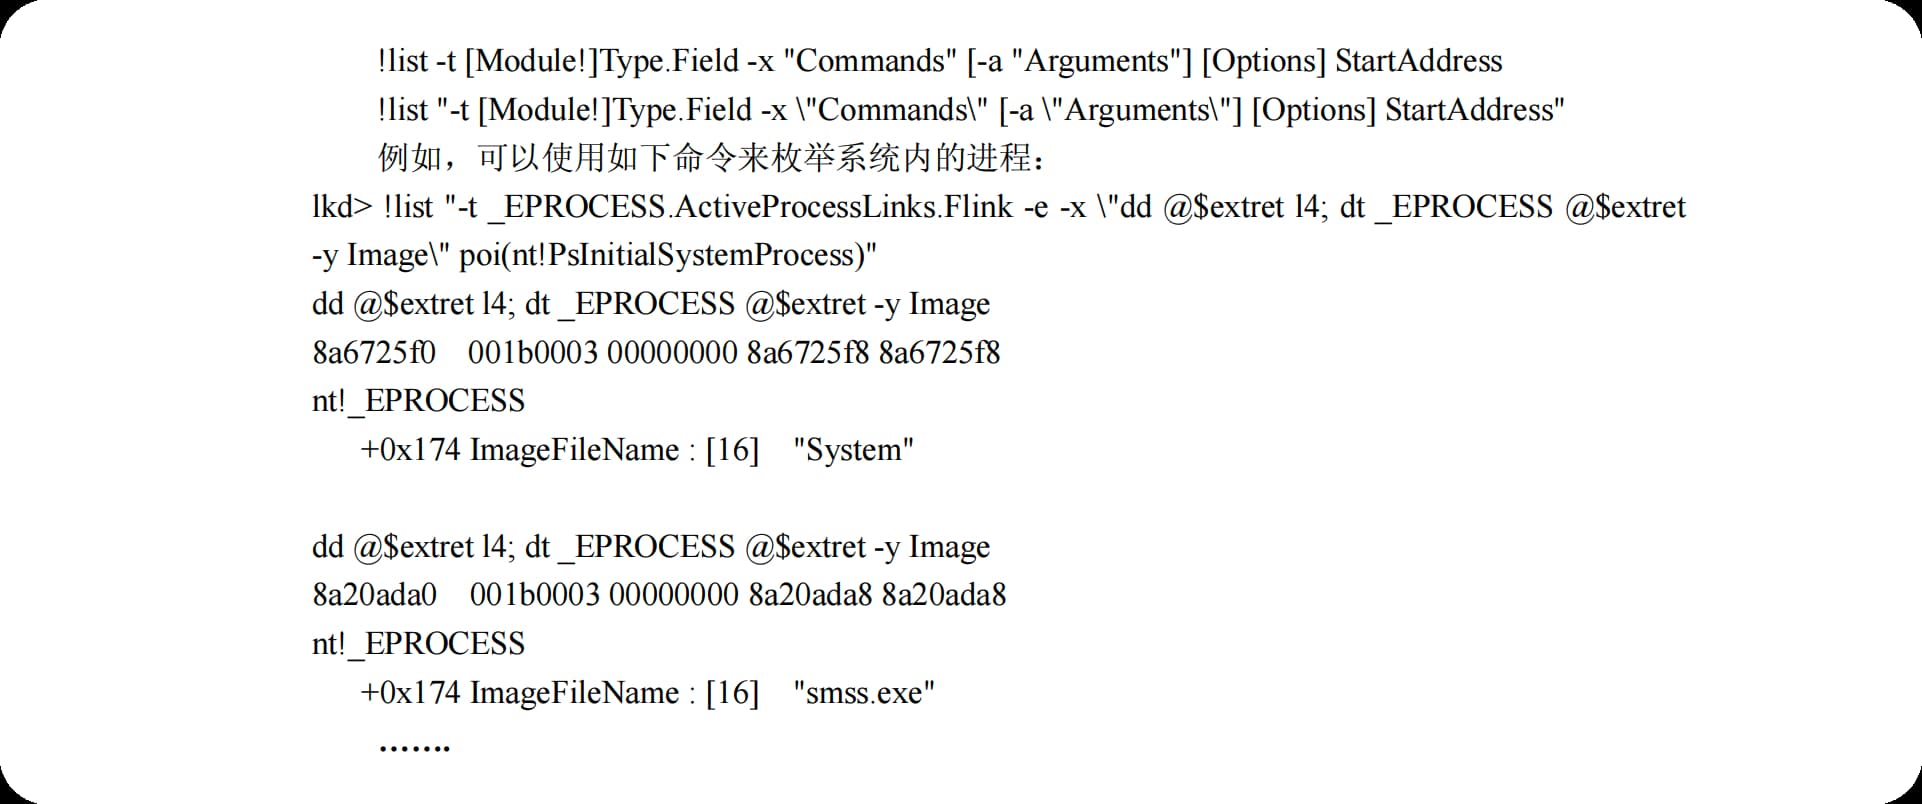 !list -t [Module!]Type.Field -x "Commands" [-a "Arguments"] [Options] StartAddress
!list "-t [Module!]Type.Field -x \"Commands\" [-a \"Arguments\"] [Options] StartAddress"
例如，可以使用如下命令来枚举系统内的进程：
lkd> !list "-t _EPROCESS.ActiveProcessLinks.Flink -e -x \"dd @$extret l4; dt _EPROCESS @$extret
-y Image\" poi(nt!PsInitialSystemProcess)"
dd @$extret l4; dt _EPROCESS @$extret -y Image
8a6725f0    001b0003 00000000 8a6725f8 8a6725f8
nt!_EPROCESS
+0x174 ImageFileName : [16]    "System"
dd @$extret l4; dt _EPROCESS @$extret -y Image
8a20ada0    001b0003 00000000 8a20ada8 8a20ada8
nt!_EPROCESS
+0x174 ImageFileName : [16]    "smss.exe"
…….